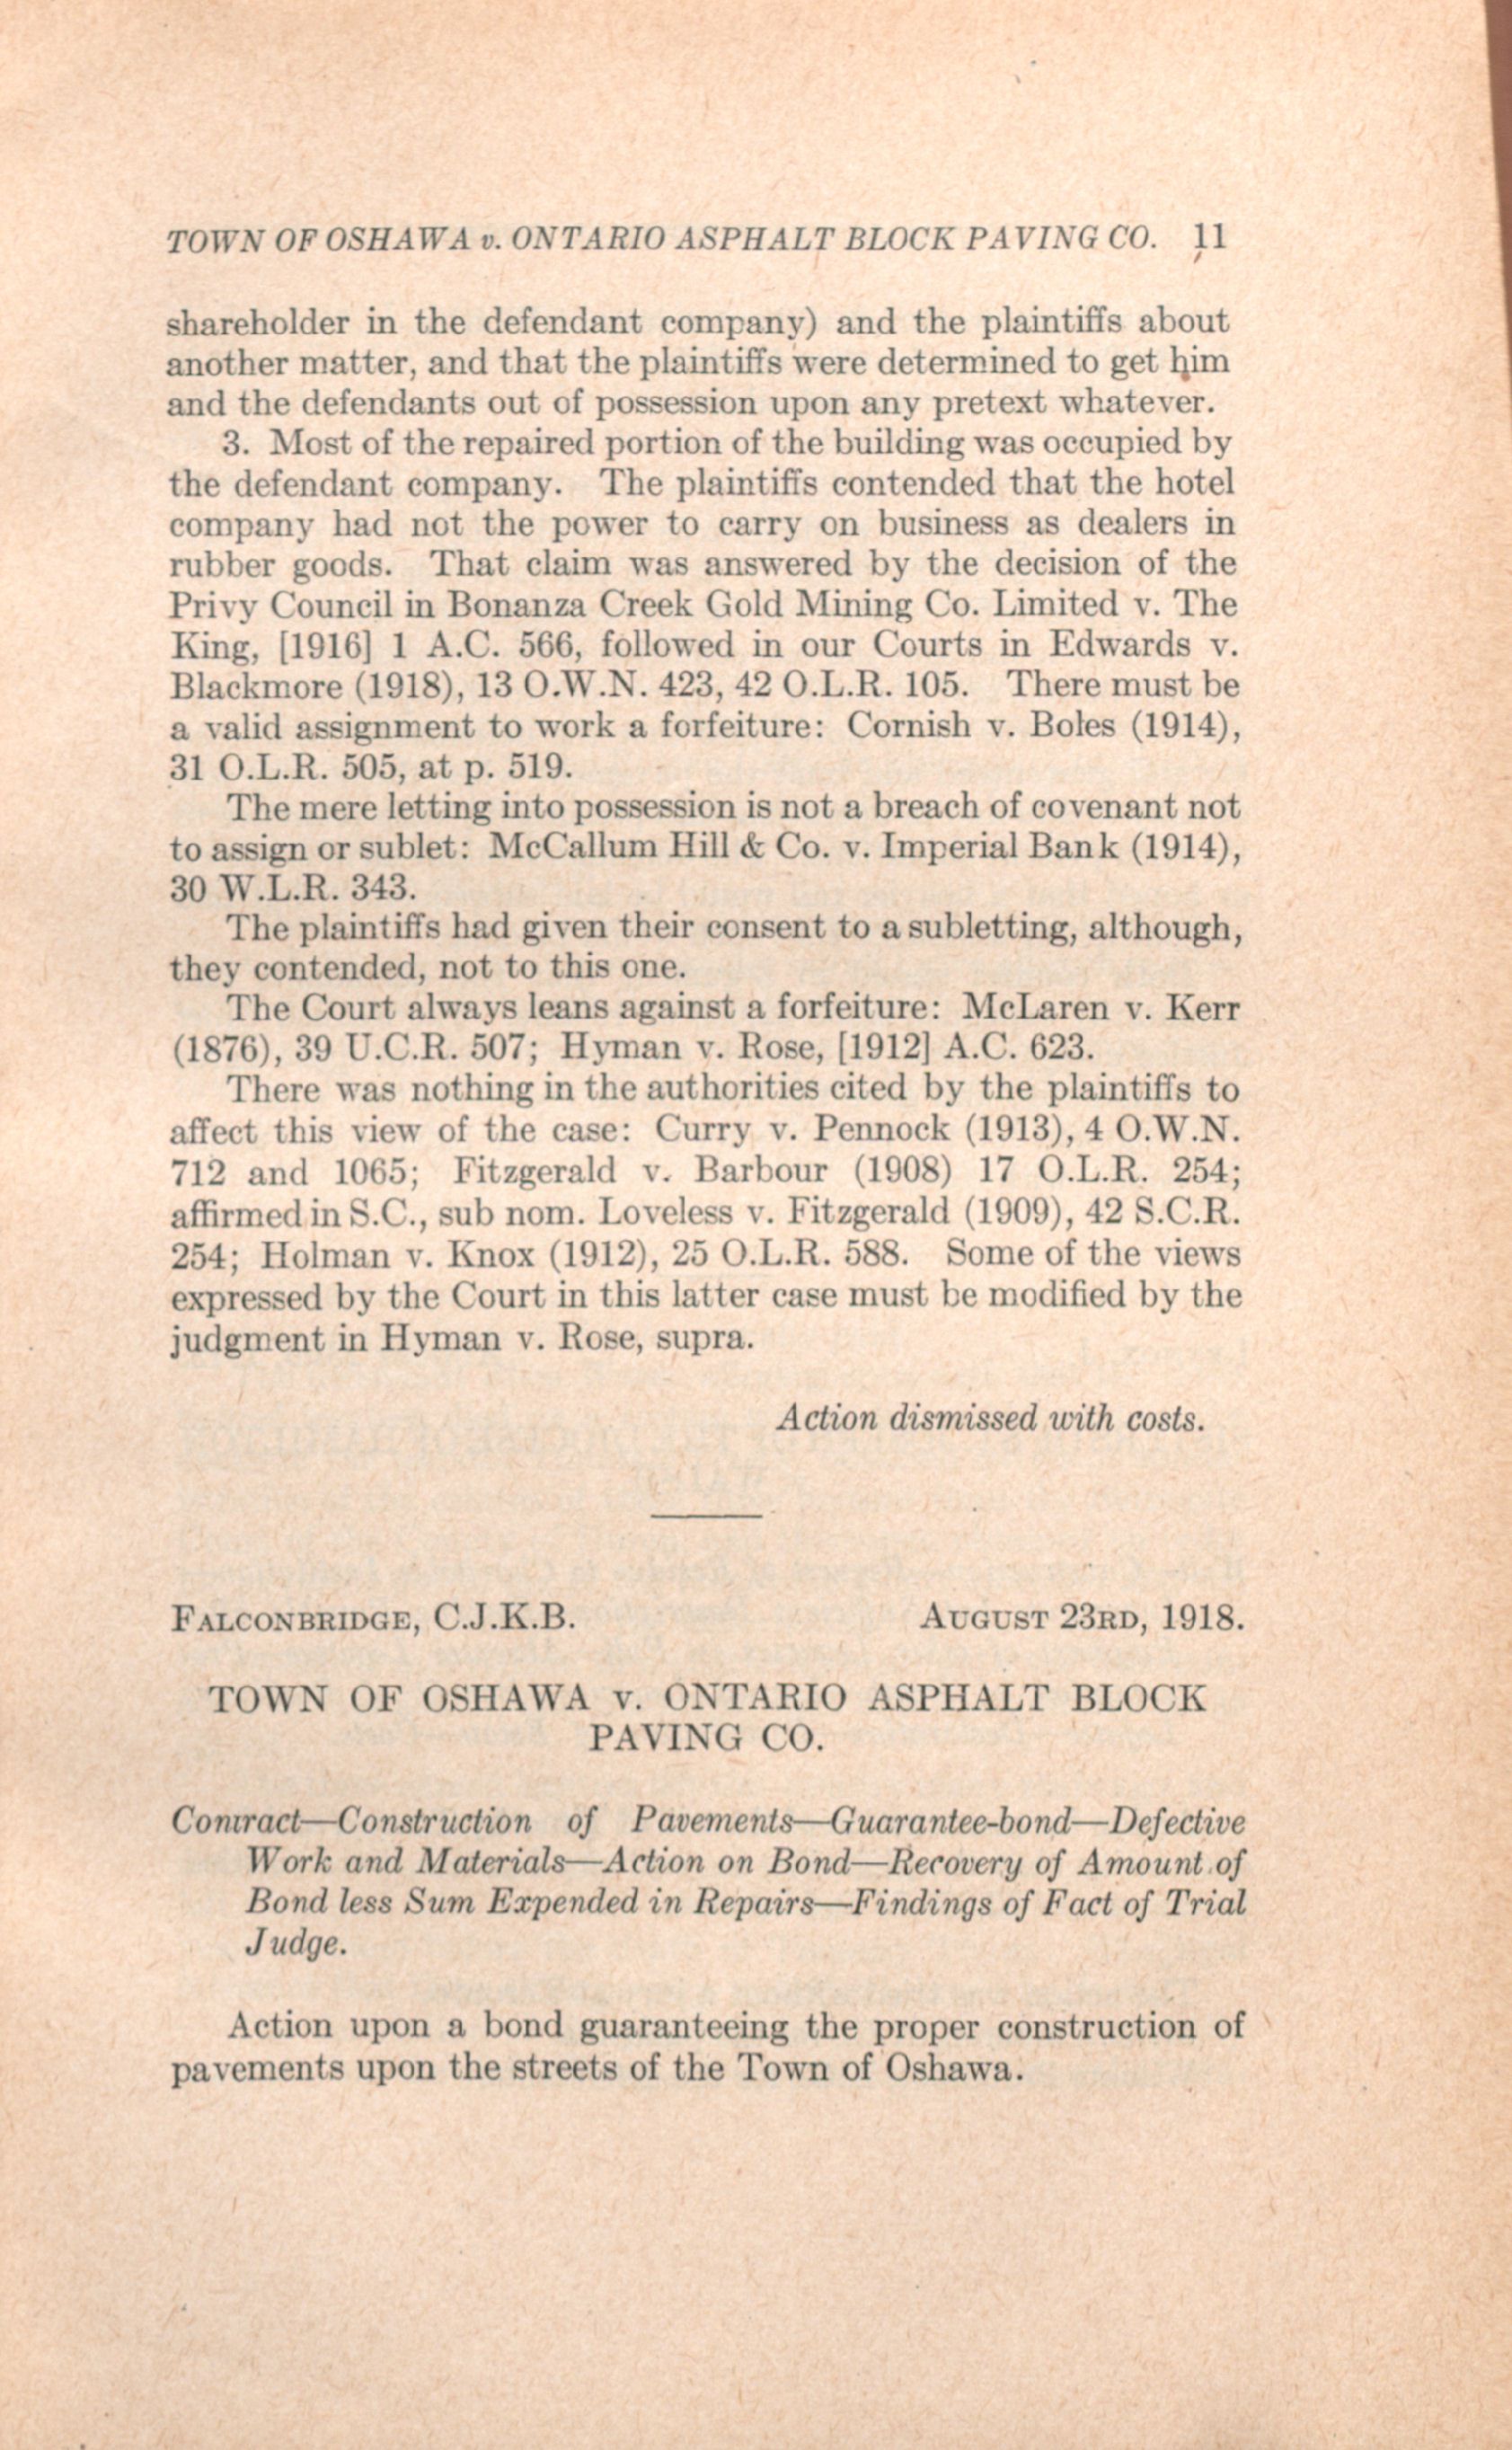 TOWN OF OSHAWA v. ONTARIO ASPHALT BLOCK PAVING CO. 11
shareholder in the defendant company) and the plaintiffs about
another matter, and that the plaintiffs were determined to get him
and the defendants out of possession upon any pretext whatever.
3. Most of the repaired portion of the building was occupied by
the defendant company. The plaintiffs contended that the hotel
company had not the power to carry on business as dealers in
rubber goods. That claim was answered by the decision of the
Privy Council in Bonanza Creek Gold Mining Co. Limited v. The
King, [1916] 1 A.C. 566, followed in our Courts in Edwards v.
Blackmore (1918), 13 O.W.N. 423, 42 O.L.R. 105. There must be
a valid assignment to work a forfeiture: Cornish v. Boles (1914),
31 O.L.R. 505, at p. 519.
The mere letting into possession is not a breach of covenant not
to assign or sublet: McCallum Hill & Co. v. Imperial Bank (1914),
30 W.L.R. 343.
The plaintiffs had given their consent to a subletting, although,
they contended, not to this one.
The Court always leans against a forfeiture: McLaren v. Kerr
(1876), 39 U.C.R. 507; Hyman v. Rose, [1912] A.C. 623.
There was nothing in the authorities cited by the plaintiffs to
affect this view of the case: Curry v. Pennock (1913), 4 O.W.N.
712 and 1065; Fitzgerald v. Barbour (1908) 17 O.L.R. 254;
affirmed in S.C., sub nom. Loveless v. Fitzgerald (1909), 42 S.C.R.
254; Holman v. Knox (1912), 25 O.L.R. 588. Some of the views
expressed by the Court in this latter case must be modified by the
judgment in Hyman v. Rose, supra.
Action dismissed with costs.
FALCONBRIDGE, C.J.K.B. AUGUST 23RD, 1918.
TOWN OF OSHAWA v. ONTARIO ASPHALT BLOCK
PAVING CO.
Contract—Construction of Pavements—Guarantee-bond—Defective
Work and Materials—Action on Bond—Recovery of Amount of
Bond less Sum Expended in Repairs—Findings of Fact of Trial
Judge.
Action upon a bond guaranteeing the proper construction of
pavements upon the streets of the Town of Oshawa.